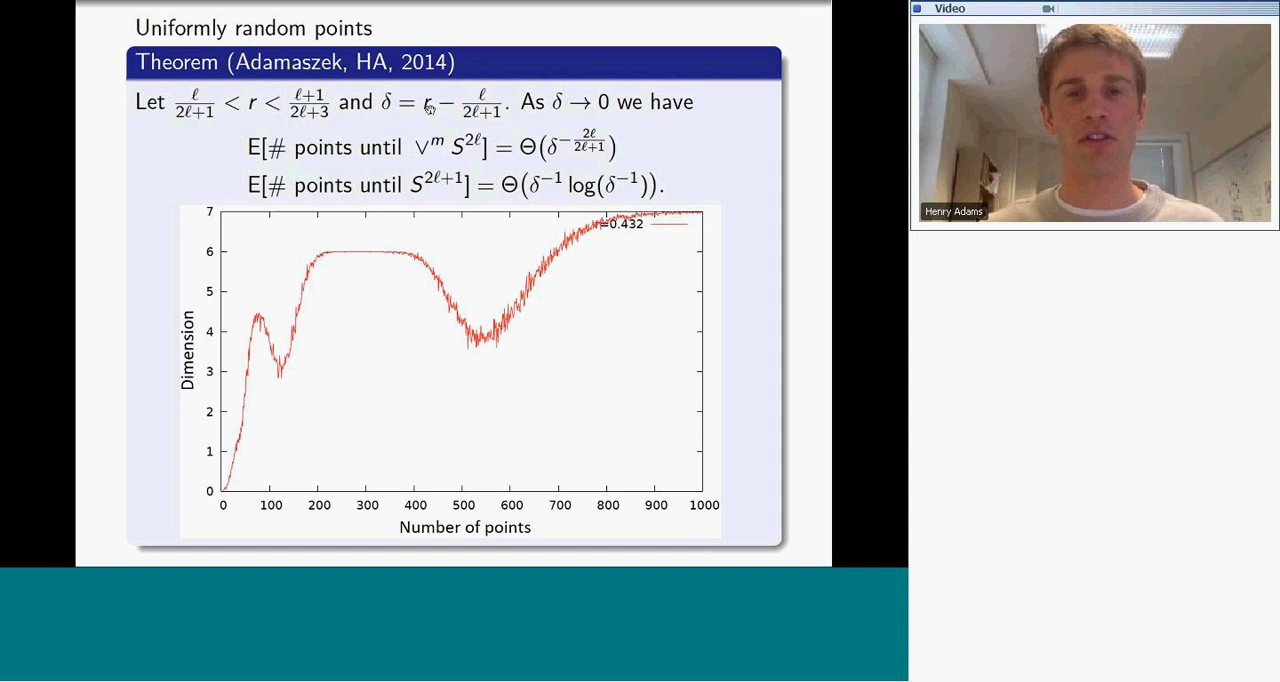 Uniformly random points
Theorem (Adamaszek, HA, 2014)
Let ℓ/(2ℓ+1) < r < (ℓ+1)/(2ℓ+3) and δ = r − ℓ/(2ℓ+1). As δ → 0 we have
E[# points until ∨^m S^{2ℓ}] = Θ(δ^{−2ℓ/(2ℓ+1)})
E[# points until S^{2ℓ+1}] = Θ(δ^{−1} log(δ^{−1})).
7
=0.432
6
5
4
3
2
1
0
Dimension
0 100 200 300 400 500 600 700 800 900 1000
Number of points
Video
Henry Adams